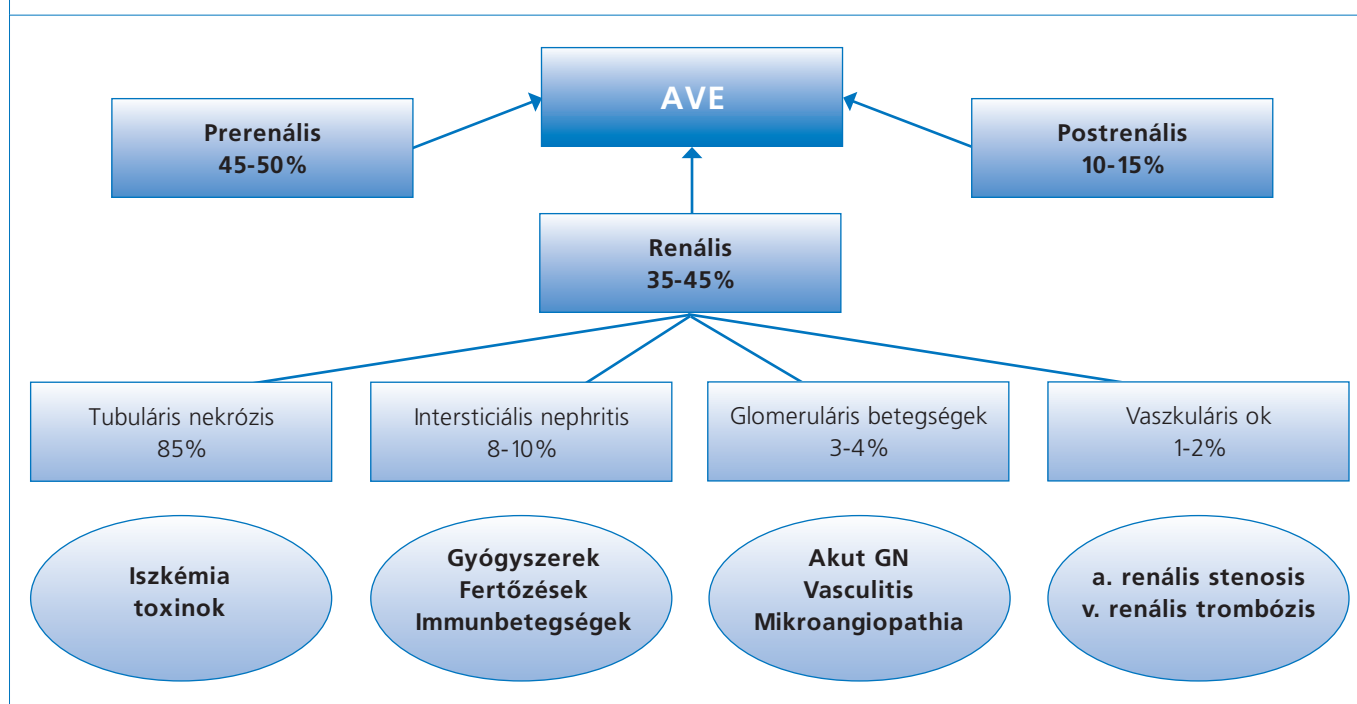 AVE
Prerenális
45-50%
Postrenális
10-15%
Renális
35-45%
Tubuláris nekrózis
85%
Intersticiális nephritis
8-10%
Glomeruláris betegségek
3-4%
Vaszkuláris ok
1-2%
Iszkémia
toxinok
Gyógyszerek
Fertőzések
Immunbetegségek
Akut GN
Vasculitis
Mikroangiopathia
a. renális stenosis
v. renális trombózis